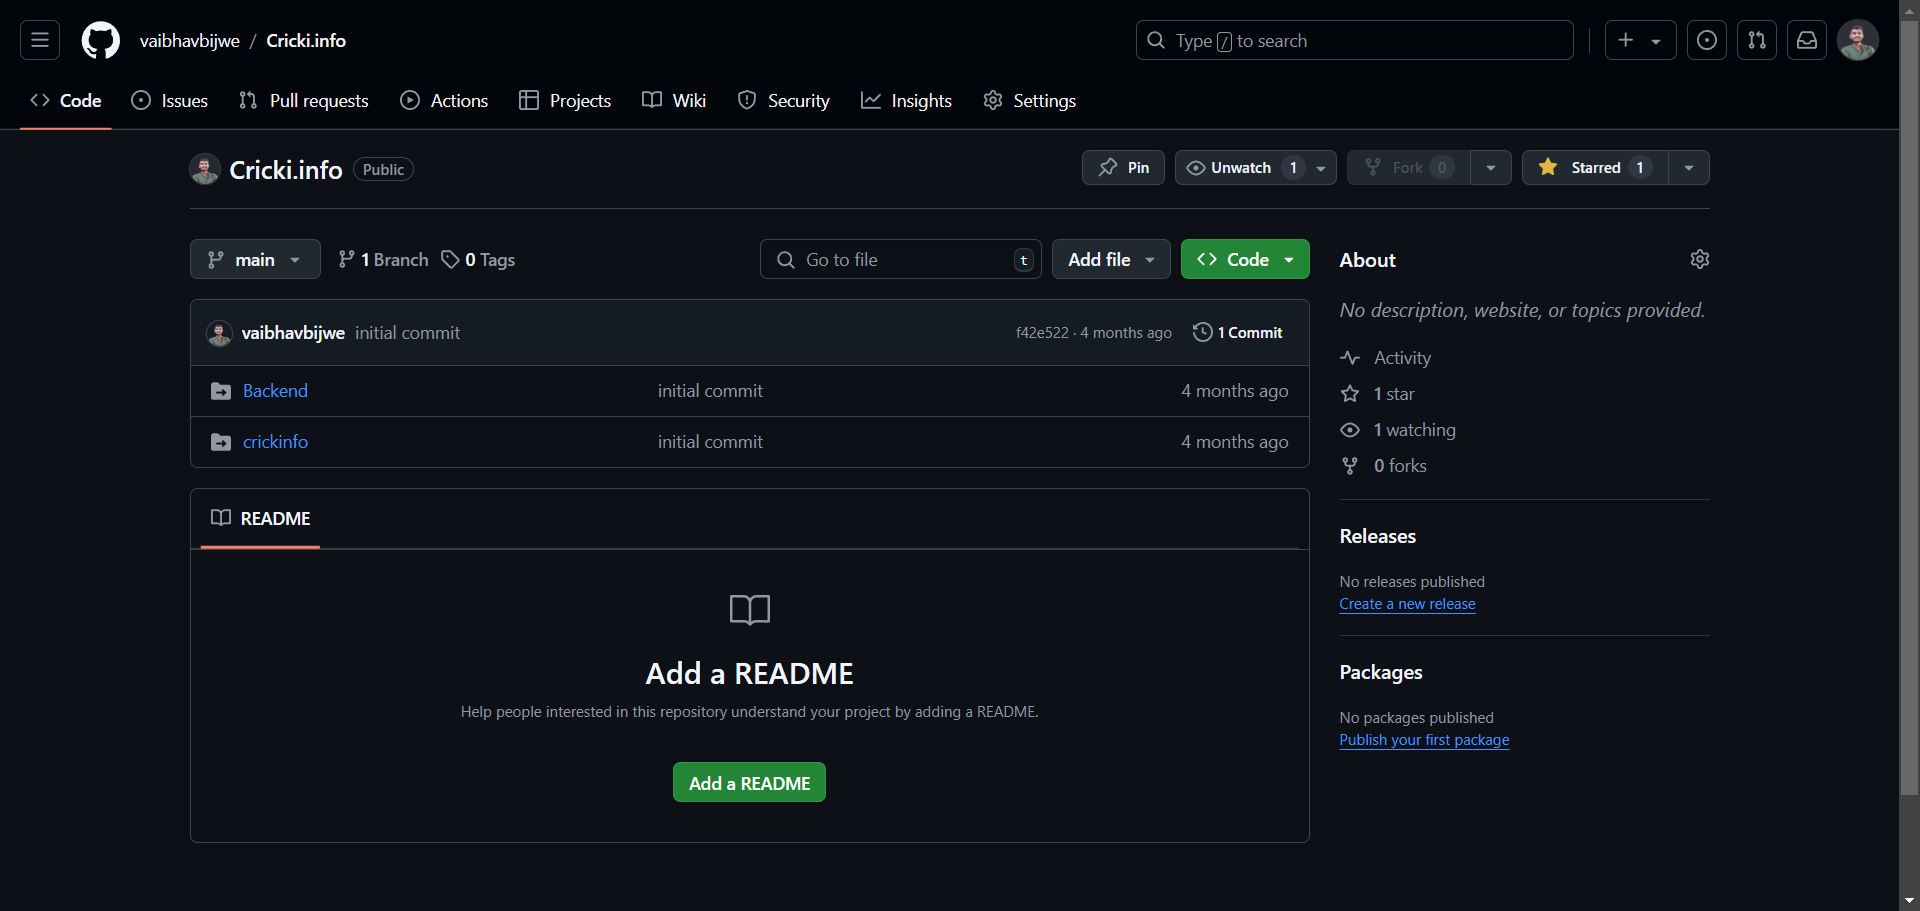 vaibhavbijwe / Cricki.info
Type / to search
Code Issues Pull requests Actions Projects Wiki Security Insights Settings
Cricki.info Public
Pin Unwatch 1 Fork 0 Starred 1
main 1 Branch 0 Tags Go to file t Add file Code
vaibhavbijwe initial commit f42e522 · 4 months ago 1 Commit
Backend initial commit 4 months ago
crickinfo initial commit 4 months ago
README
Add a README
Help people interested in this repository understand your project by adding a README.
Add a README
About
No description, website, or topics provided.
Activity
1 star
1 watching
0 forks
Releases
No releases published
Create a new release
Packages
No packages published
Publish your first package